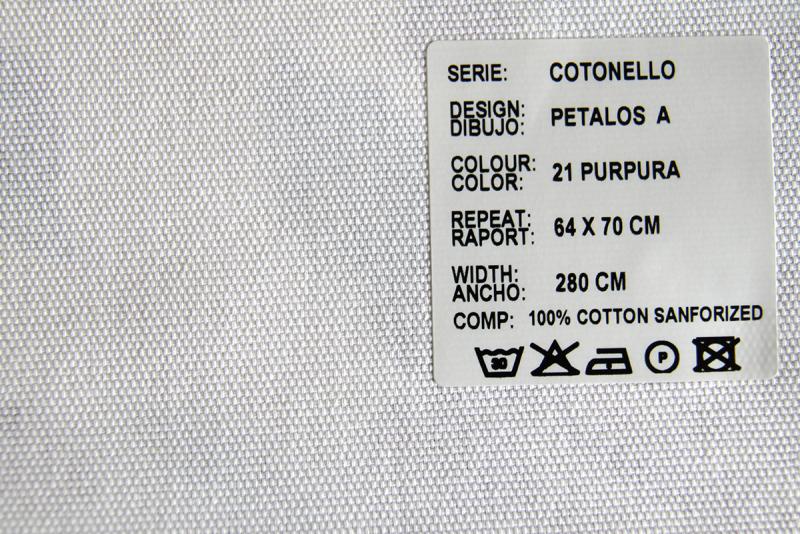 SERIE: COTONELLO
DESIGN:
DIBUJO: PETALOS A
COLOUR:
COLOR: 21 PURPURA
REPEAT:
RAPORT: 64 X 70 CM
WIDTH:
ANCHO: 280 CM
COMP: 100% COTTON SANFORIZED
30 P